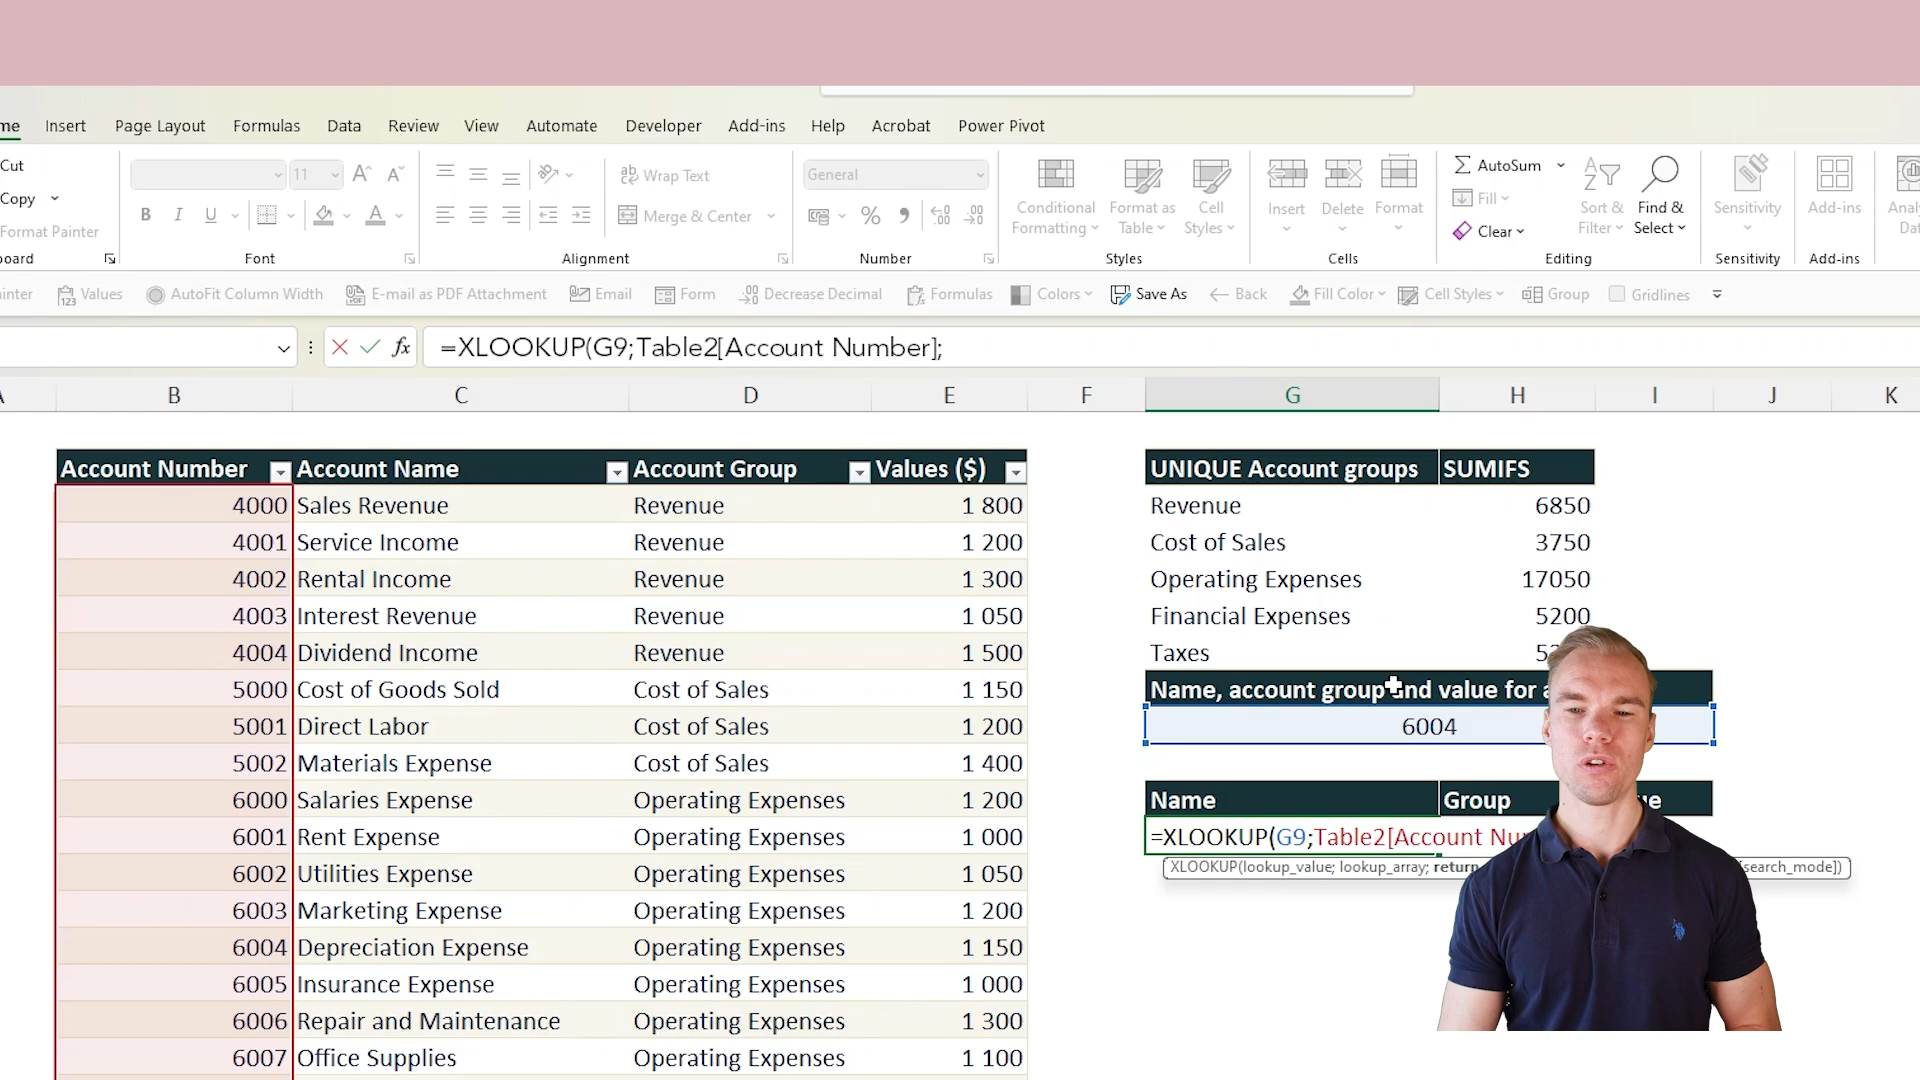 me Insert Page Layout Formulas Data Review View Automate Developer Add-ins Help Acrobat Power Pivot
Cut
Copy
Format Painter
11
B I U
Wrap Text
Merge & Center
General
%
Conditional Formatting
Format as Table
Cell Styles
Insert
Delete
Format
AutoSum
Fill
Clear
Sort & Filter
Find & Select
Sensitivity
Add-ins
oard Font Alignment Number Styles Cells Editing Sensitivity Add-ins
inter Values AutoFit Column Width E-mail as PDF Attachment Email Form Decrease Decimal Formulas Colors Save As Back Fill Color Cell Styles Group Gridlines
fx =XLOOKUP(G9;Table2[Account Number];
A B C D E F G H I J K
Account Number Account Name Account Group Values ($)
4000 Sales Revenue Revenue 1 800
4001 Service Income Revenue 1 200
4002 Rental Income Revenue 1 300
4003 Interest Revenue Revenue 1 050
4004 Dividend Income Revenue 1 500
5000 Cost of Goods Sold Cost of Sales 1 150
5001 Direct Labor Cost of Sales 1 200
5002 Materials Expense Cost of Sales 1 400
6000 Salaries Expense Operating Expenses 1 200
6001 Rent Expense Operating Expenses 1 000
6002 Utilities Expense Operating Expenses 1 050
6003 Marketing Expense Operating Expenses 1 200
6004 Depreciation Expense Operating Expenses 1 150
6005 Insurance Expense Operating Expenses 1 000
6006 Repair and Maintenance Operating Expenses 1 300
6007 Office Supplies Operating Expenses 1 100
UNIQUE Account groups SUMIFS
Revenue 6850
Cost of Sales 3750
Operating Expenses 17050
Financial Expenses 5200
Taxes
Name, account group and value for a
6004
Name Group ue
=XLOOKUP(G9;Table2[Account Nu
XLOOKUP(lookup_value; lookup_array; return search_mode])